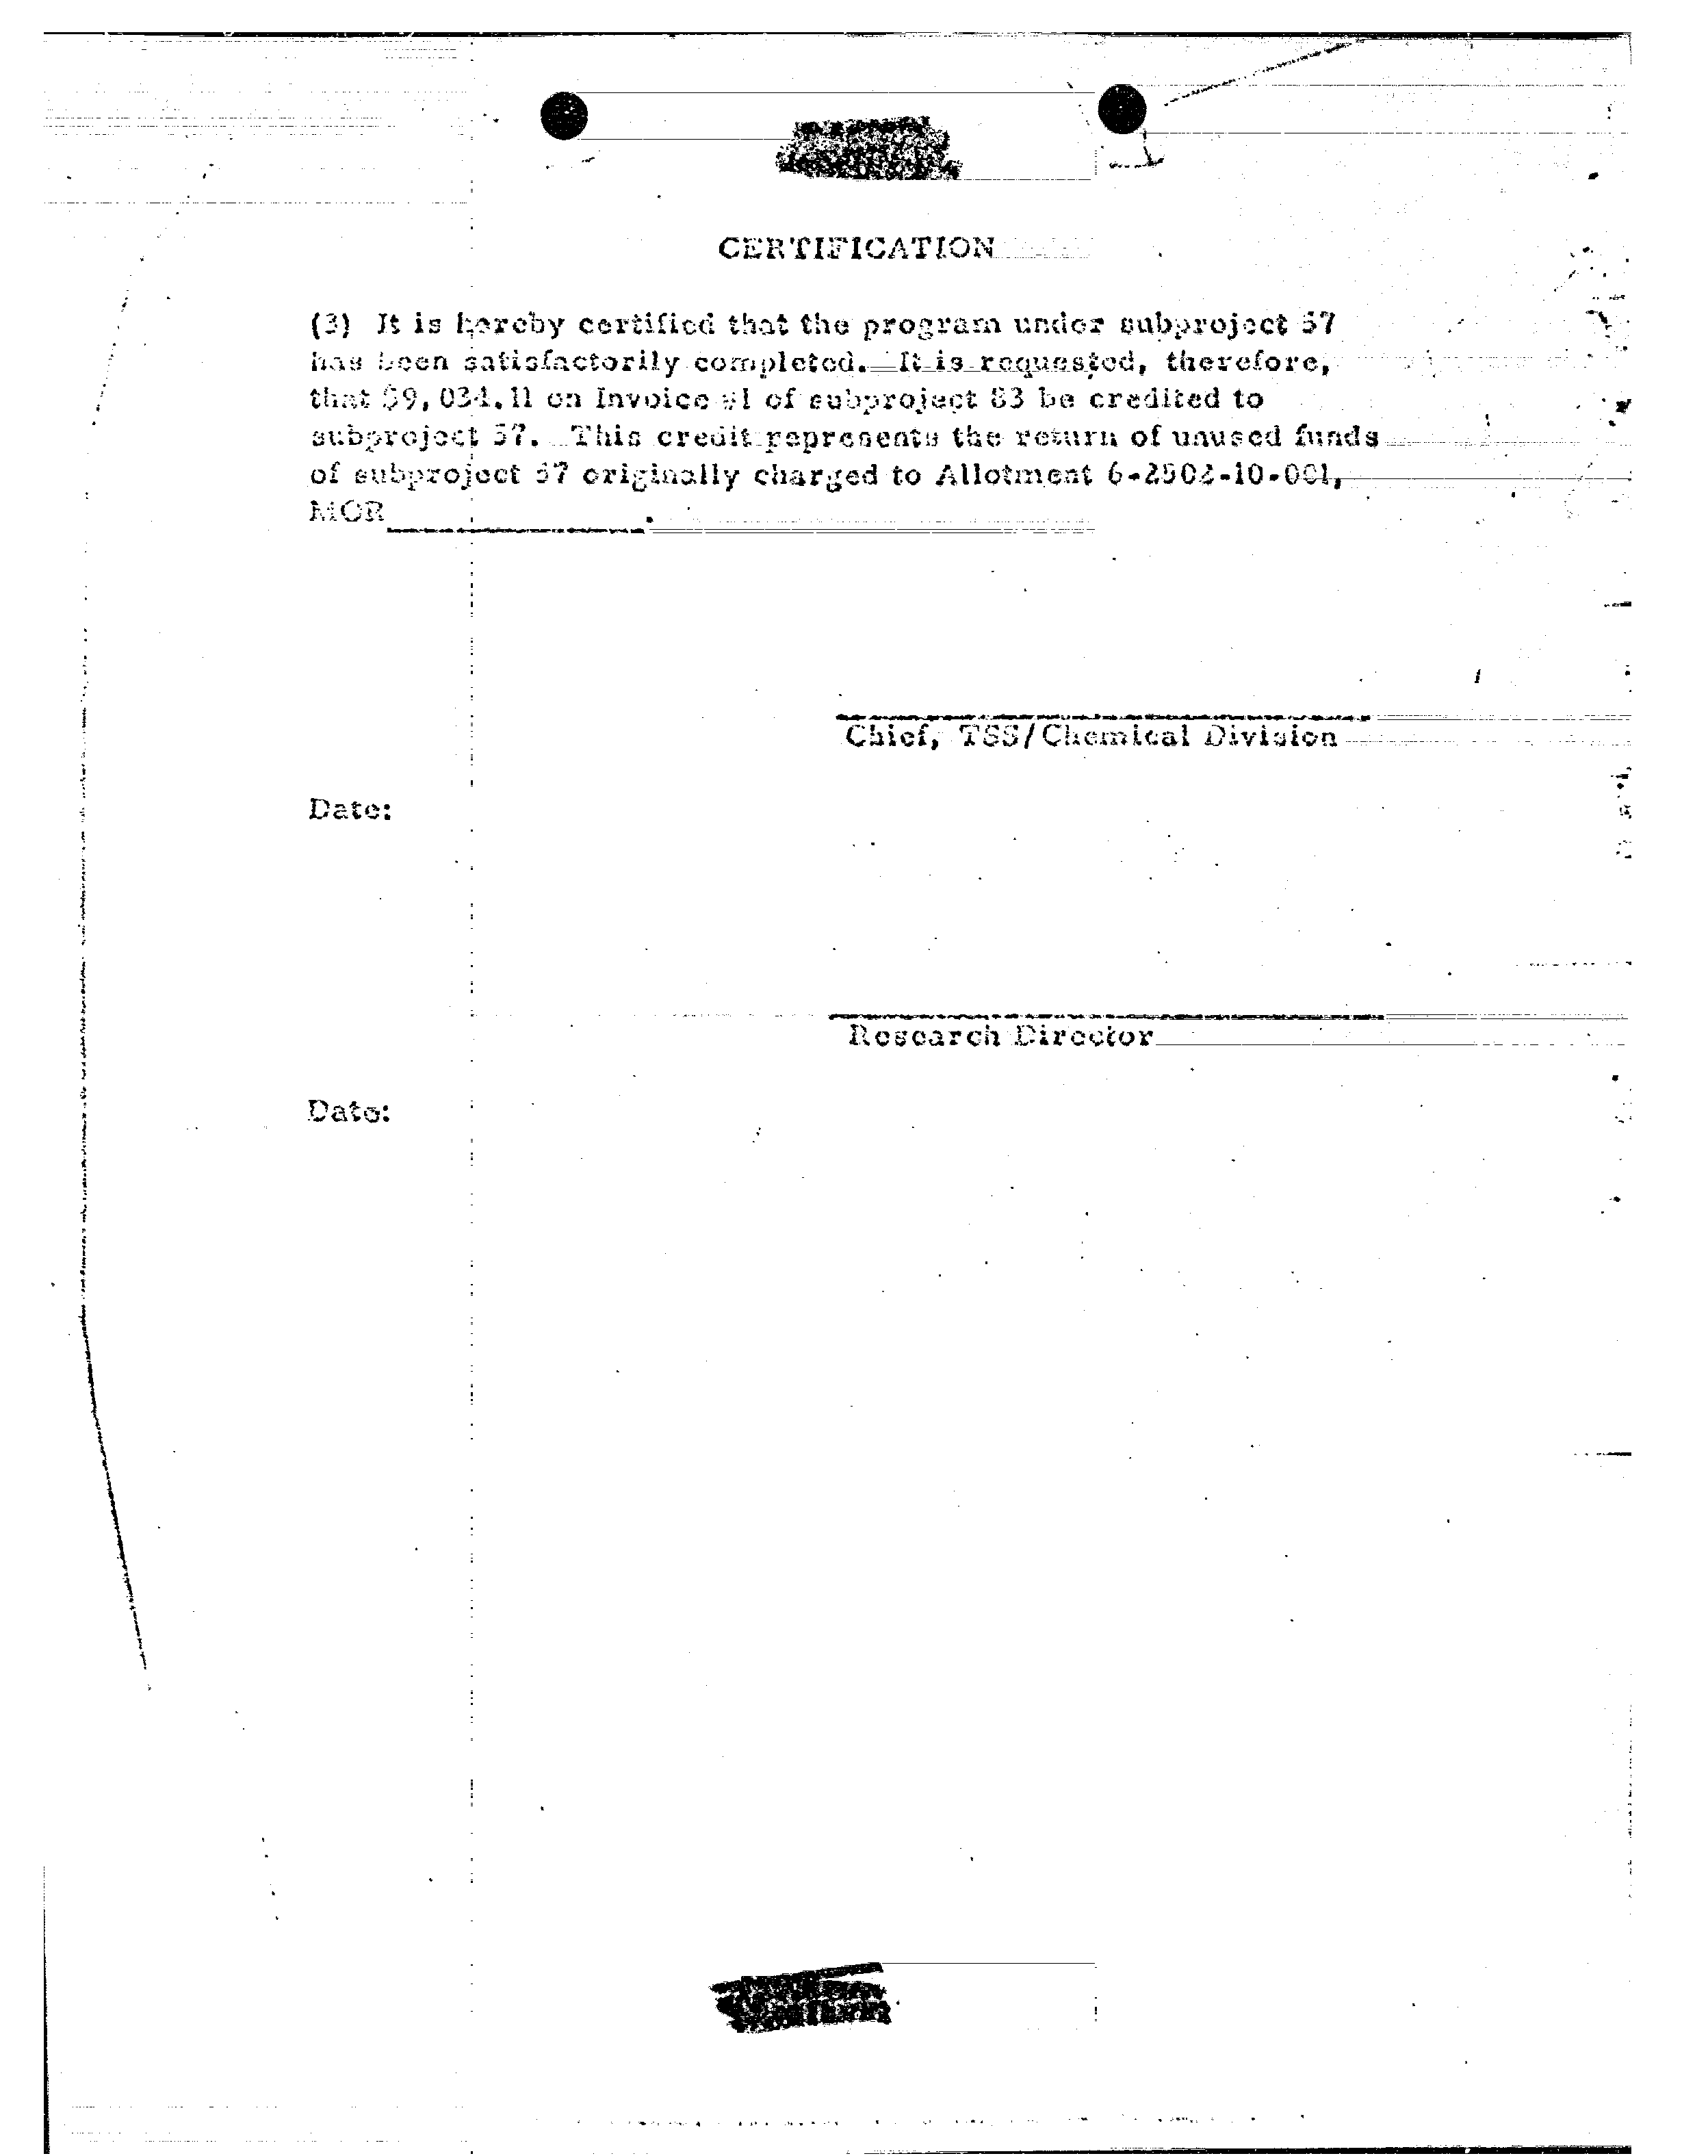 CERTIFICATION
(3) It is hereby certified that the program under subproject 57
has been satisfactorily completed. It is requested, therefore,
that $9,034.11 on Invoice #1 of subproject 83 be credited to
subproject 57. This credit represents the return of unused funds
of subproject 57 originally charged to Allotment 6-2502-10-001,
MOR
Chief, TSS/Chemical Division
Date:
Research Director
Date: